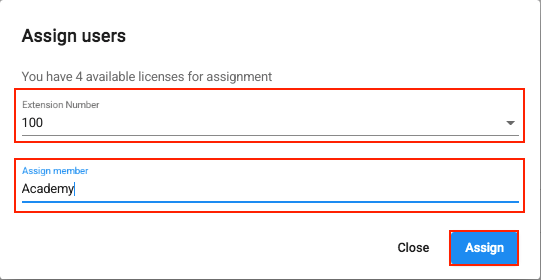 Assign users
You have 4 available licenses for assignment
Extension Number
100
Assign member
Academy
Close Assign